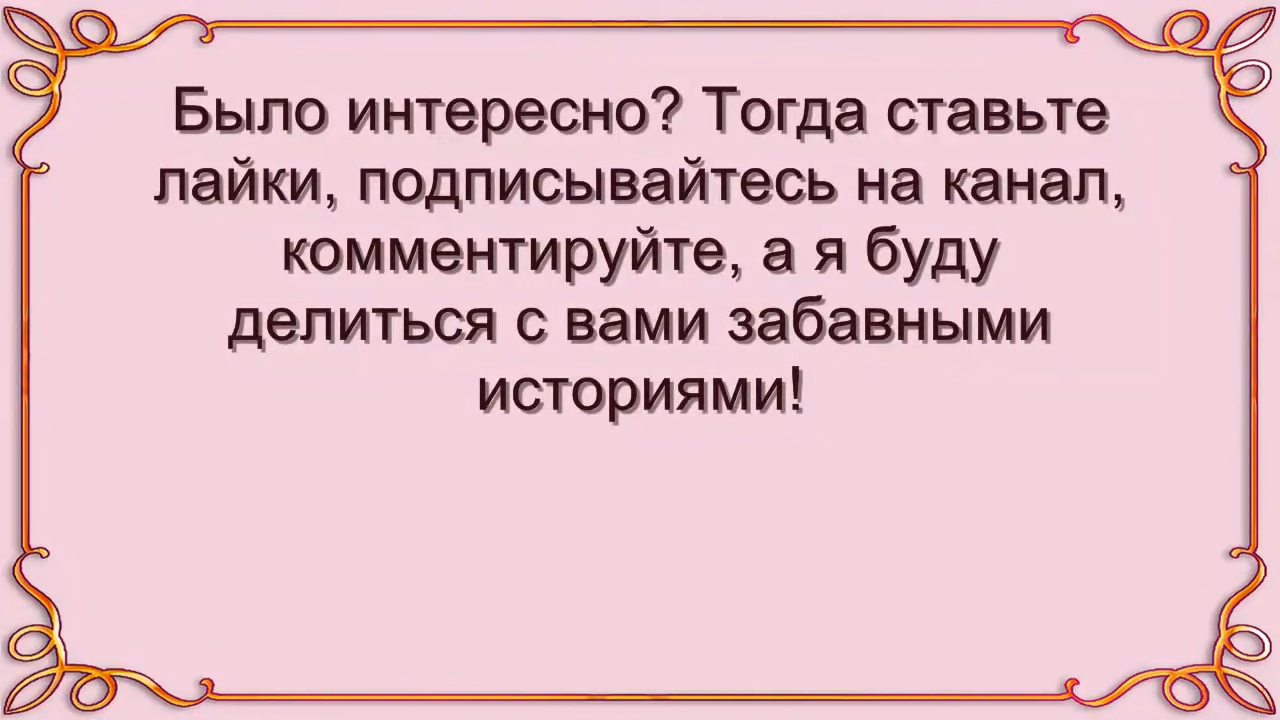 Было интересно? Тогда ставьте
лайки, подписывайтесь на канал,
комментируйте, а я буду
делиться с вами забавными
историями!